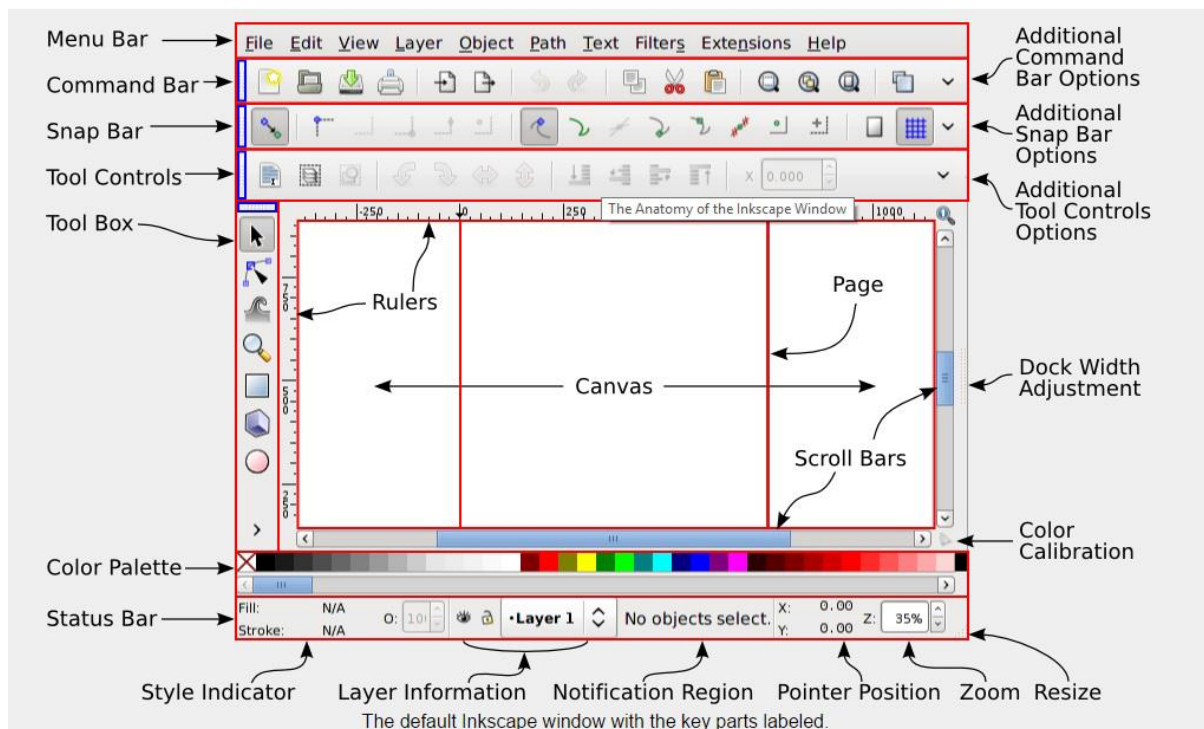 Menu Bar
File Edit View Layer Object Path Text Filters Extensions Help
Additional
Command
Bar Options
Command Bar
Snap Bar
Additional
Snap Bar
Options
Tool Controls
X 0.000
Additional
Tool Controls
Options
Tool Box
-250 0 250 1000
The Anatomy of the Inkscape Window
750
Rulers
Page
500
Canvas
Dock Width
Adjustment
Scroll Bars
250
Color
Calibration
Color Palette
Status Bar
Fill: N/A
Stroke: N/A
O: 10
•Layer 1
No objects select.
X: 0.00
Y: 0.00
Z: 35%
Style Indicator Layer Information Notification Region Pointer Position Zoom Resize
The default Inkscape window with the key parts labeled.